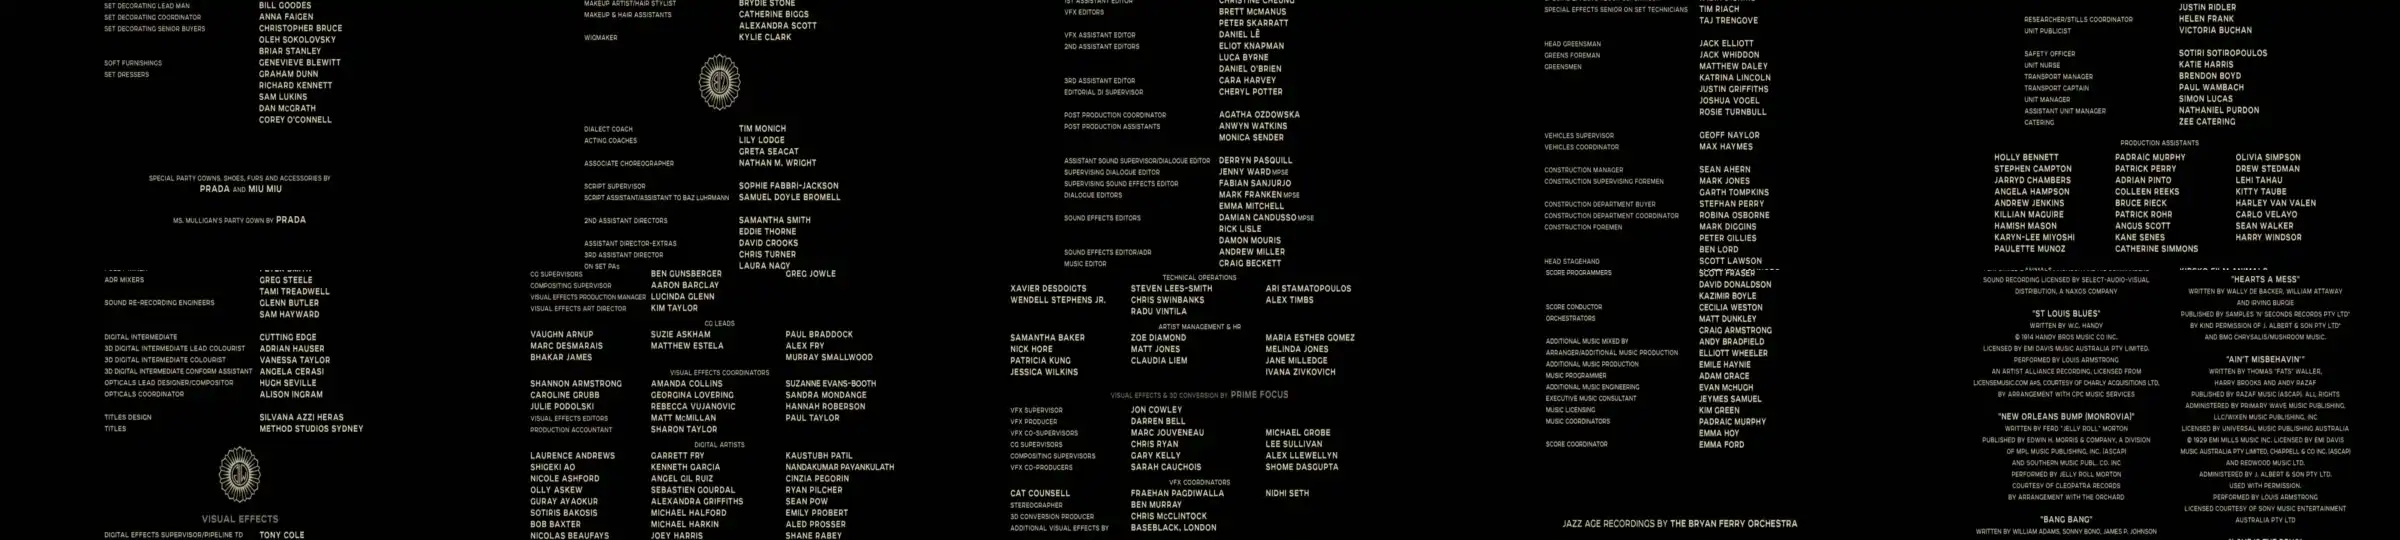 SET DECORATING LEAD MAN BILL GOODES
SET DECORATING COORDINATOR ANNA FAIGEN
SET DECORATING SENIOR BUYERS CHRISTOPHER BRUCE
OLEH SOKOLOVSKY
BRIAR STANLEY
SOFT FURNISHINGS GENEVIEVE BLEWITT
SET DRESSERS GRAHAM DUNN
RICHARD KENNETT
SAM LUKINS
DAN McGRATH
COREY O'CONNELL
SPECIAL PARTY GOWNS, SHOES, FURS AND ACCESSORIES BY
PRADA AND MIU MIU
MS. MULLIGAN'S PARTY GOWN BY PRADA
MAKEUP ARTIST/HAIR STYLIST BRYDIE STONE
MAKEUP & HAIR ASSISTANTS CATHERINE BIGGS
ALEXANDRA SCOTT
WIGMAKER KYLIE CLARK
DIALECT COACH TIM MONICH
ACTING COACHES LILY LODGE
GRETA SEACAT
ASSOCIATE CHOREOGRAPHER NATHAN M. WRIGHT
SCRIPT SUPERVISOR SOPHIE FABBRI-JACKSON
SCRIPT ASSISTANT/ASSISTANT TO BAZ LUHRMANN SAMUEL DOYLE BROMELL
2ND ASSISTANT DIRECTORS SAMANTHA SMITH
EDDIE THORNE
ASSISTANT DIRECTOR-EXTRAS DAVID CROOKS
3RD ASSISTANT DIRECTOR CHRIS TURNER
ON SET PAs LAURA NAGY
1ST ASSISTANT EDITOR CHRISTINE CHEUNG
VFX EDITORS BRETT McMANUS
PETER SKARRATT
VFX ASSISTANT EDITOR DANIEL LÊ
2ND ASSISTANT EDITORS ELIOT KNAPMAN
LUCA BYRNE
DANIEL O'BRIEN
3RD ASSISTANT EDITOR CARA HARVEY
EDITORIAL DI SUPERVISOR CHERYL POTTER
POST PRODUCTION COORDINATOR AGATHA OZDOWSKA
POST PRODUCTION ASSISTANTS ANWYN WATKINS
MONICA SENDER
ASSISTANT SOUND SUPERVISOR/DIALOGUE EDITOR DERRYN PASQUILL
SUPERVISING DIALOGUE EDITOR JENNY WARD MPSE
SUPERVISING SOUND EFFECTS EDITOR FABIAN SANJURJO
DIALOGUE EDITORS MARK FRANKEN MPSE
EMMA MITCHELL
SOUND EFFECTS EDITORS DAMIAN CANDUSSO MPSE
RICK LISLE
DAMON MOURIS
SOUND EFFECTS EDITOR/ADR ANDREW MILLER
MUSIC EDITOR CRAIG BECKETT
SPECIAL EFFECTS SENIOR ON SET TECHNICIANS TIM RIACH
TAJ TRENGOVE
HEAD GREENSMAN JACK ELLIOTT
GREENS FOREMAN JACK WHIDDON
GREENSMEN MATTHEW DALEY
KATRINA LINCOLN
JUSTIN GRIFFITHS
JOSHUA VOGEL
ROSIE TURNBULL
VEHICLES SUPERVISOR GEOFF NAYLOR
VEHICLES COORDINATOR MAX HAYMES
CONSTRUCTION MANAGER SEAN AHERN
CONSTRUCTION SUPERVISING FOREMEN MARK JONES
GARTH TOMPKINS
CONSTRUCTION DEPARTMENT BUYER STEFHAN PERRY
CONSTRUCTION DEPARTMENT COORDINATOR ROBINA OSBORNE
CONSTRUCTION FOREMEN MARK DIGGINS
PETER GILLIES
BEN LORD
HEAD STAGEHAND SCOTT LAWSON
JUSTIN RIDLER
RESEARCHER/STILLS COORDINATOR HELEN FRANK
UNIT PUBLICIST VICTORIA BUCHAN
SAFETY OFFICER SOTIRI SOTIROPOULOS
UNIT NURSE KATIE HARRIS
TRANSPORT MANAGER BRENDON BOYD
TRANSPORT CAPTAIN PAUL WAMBACH
UNIT MANAGER SIMON LUCAS
ASSISTANT UNIT MANAGER NATHANIEL PURDON
CATERING ZEE CATERING
PRODUCTION ASSISTANTS
HOLLY BENNETT PADRAIC MURPHY OLIVIA SIMPSON
STEPHEN CAMPTON PATRICK PERRY DREW STEDMAN
JARRYD CHAMBERS ADRIAN PINTO LEHI TAHAU
ANGELA HAMPSON COLLEEN REEKS KITTY TAUBE
ANDREW JENKINS BRUCE RIECK HARLEY VAN VALEN
KILLIAN MAGUIRE PATRICK ROHR CARLO VELAYO
HAMISH MASON ANGUS SCOTT SEAN WALKER
KARYN-LEE MIYOSHI KANE SENES HARRY WINDSOR
PAULETTE MUNOZ CATHERINE SIMMONS
ADR MIXERS GREG STEELE
TAMI TREADWELL
SOUND RE-RECORDING ENGINEERS GLENN BUTLER
SAM HAYWARD
DIGITAL INTERMEDIATE CUTTING EDGE
3D DIGITAL INTERMEDIATE LEAD COLOURIST ADRIAN HAUSER
3D DIGITAL INTERMEDIATE COLOURIST VANESSA TAYLOR
3D DIGITAL INTERMEDIATE CONFORM ASSISTANT ANGELA CERASI
OPTICALS LEAD DESIGNER/COMPOSITOR HUGH SEVILLE
OPTICALS COORDINATOR ALISON INGRAM
TITLES DESIGN SILVANA AZZI HERAS
TITLES METHOD STUDIOS SYDNEY
VISUAL EFFECTS
DIGITAL EFFECTS SUPERVISOR/PIPELINE TD TONY COLE
CG SUPERVISORS BEN GUNSBERGER GREG JOWLE
COMPOSITING SUPERVISOR AARON BARCLAY
VISUAL EFFECTS PRODUCTION MANAGER LUCINDA GLENN
VISUAL EFFECTS ART DIRECTOR KIM TAYLOR
CG LEADS
VAUGHN ARNUP SUZIE ASKHAM PAUL BRADDOCK
MARC DESMARAIS MATTHEW ESTELA ALEX FRY
BHAKAR JAMES MURRAY SMALLWOOD
VISUAL EFFECTS COORDINATORS
SHANNON ARMSTRONG AMANDA COLLINS SUZANNE EVANS-BOOTH
CAROLINE GRUBB GEORGINA LOVERING SANDRA MONDANGE
JULIE PODOLSKI REBECCA VUJANOVIC HANNAH ROBERSON
VISUAL EFFECTS EDITORS MATT McMILLAN PAUL TAYLOR
PRODUCTION ACCOUNTANT SHARON TAYLOR
DIGITAL ARTISTS
LAURENCE ANDREWS GARRETT FRY KAUSTUBH PATIL
SHIGEKI AO KENNETH GARCIA NANDAKUMAR PAYANKULATH
NICOLE ASHFORD ANGEL GIL RUIZ CINZIA PEGORIN
OLLY ASKEW SEBASTIEN GOURDAL RYAN PILCHER
GURAY AYAOKUR ALEXANDRA GRIFFITHS SEAN POW
SOTIRIS BAKOSIS MICHAEL HALFORD EMILY PROBERT
BOB BAXTER MICHAEL HARKIN ALED PROSSER
NICOLAS BEAUFAYS JOEY HARRIS SHANE RABEY
TECHNICAL OPERATIONS
XAVIER DESDOIGTS STEVEN LEES-SMITH ARI STAMATOPOULOS
WENDELL STEPHENS JR. CHRIS SWINBANKS ALEX TIMBS
RADU VINTILA
ARTIST MANAGEMENT & HR
SAMANTHA BAKER ZOE DIAMOND MARIA ESTHER GOMEZ
NICK HORE MATT JONES MELINDA JONES
PATRICIA KUNG CLAUDIA LIEM JANE MILLEDGE
JESSICA WILKINS IVANA ZIVKOVICH
VISUAL EFFECTS & 3D CONVERSION BY PRIME FOCUS
VFX SUPERVISOR JON COWLEY
VFX PRODUCER DARREN BELL
VFX CO-SUPERVISORS MARC JOUVENEAU MICHAEL GROBE
CG SUPERVISORS CHRIS RYAN LEE SULLIVAN
COMPOSITING SUPERVISORS GARY KELLY ALEX LLEWELLYN
VFX CO-PRODUCERS SARAH CAUCHOIS SHOME DASGUPTA
VFX COORDINATORS
CAT COUNSELL FRAEHAN PAGDIWALLA NIDHI SETH
STEREOGRAPHER BEN MURRAY
3D CONVERSION PRODUCER CHRIS McCLINTOCK
ADDITIONAL VISUAL EFFECTS BY BASEBLACK, LONDON
SCORE PROGRAMMERS SCOTT FRASER
DAVID DONALDSON
KAZIMIR BOYLE
SCORE CONDUCTOR CECILIA WESTON
ORCHESTRATORS MATT DUNKLEY
CRAIG ARMSTRONG
ADDITIONAL MUSIC MIXED BY ANDY BRADFIELD
ARRANGER/ADDITIONAL MUSIC PRODUCTION ELLIOTT WHEELER
ADDITIONAL MUSIC PRODUCTION EMILE HAYNIE
MUSIC PROGRAMMER ADAM GRACE
ADDITIONAL MUSIC ENGINEERING EVAN McHUGH
EXECUTIVE MUSIC CONSULTANT JEYMES SAMUEL
MUSIC LICENSING KIM GREEN
MUSIC COORDINATORS PADRAIC MURPHY
EMMA HOY
SCORE COORDINATOR EMMA FORD
JAZZ AGE RECORDINGS BY THE BRYAN FERRY ORCHESTRA
SOUND RECORDING LICENSED BY SELECT-AUDIO-VISUAL
DISTRIBUTION, A NAXOS COMPANY
"ST LOUIS BLUES"
WRITTEN BY W.C. HANDY
© 1914 HANDY BROS MUSIC CO INC.
LICENSED BY EMI DAVIS MUSIC AUSTRALIA PTY LIMITED.
PERFORMED BY LOUIS ARMSTRONG
AN ARTIST ALLIANCE RECORDING, LICENSED FROM
LICENSEMUSIC.COM ApS, COURTESY OF CHARLY ACQUISITIONS LTD,
BY ARRANGEMENT WITH CPC MUSIC SERVICES
"NEW ORLEANS BUMP (MONROVIA)"
WRITTEN BY FERD "JELLY ROLL" MORTON
PUBLISHED BY EDWIN H. MORRIS & COMPANY, A DIVISION
OF MPL MUSIC PUBLISHING, INC. (ASCAP)
AND SOUTHERN MUSIC PUBL. CO. INC
PERFORMED BY JELLY ROLL MORTON
COURTESY OF CLEOPATRA RECORDS
BY ARRANGEMENT WITH THE ORCHARD
"BANG BANG"
WRITTEN BY WILLIAM ADAMS, SONNY BONO, JAMES P. JOHNSON
"HEARTS A MESS"
WRITTEN BY WALLY DE BACKER, WILLIAM ATTAWAY
AND IRVING BURGIE
PUBLISHED BY SAMPLES 'N' SECONDS RECORDS PTY LTD*
BY KIND PERMISSION OF J. ALBERT & SON PTY LTD*
AND BMG CHRYSALIS/MUSHROOM MUSIC.
"AIN'T MISBEHAVIN'"
WRITTEN BY THOMAS "FATS" WALLER,
HARRY BROOKS AND ANDY RAZAF
PUBLISHED BY RAZAF MUSIC (ASCAP). ALL RIGHTS
ADMINISTERED BY PRIMARY WAVE MUSIC PUBLISHING,
LLC/WIXEN MUSIC PUBLISHING, INC.
LICENSED BY UNIVERSAL MUSIC PUBLISHING AUSTRALIA
© 1929 EMI MILLS MUSIC INC. LICENSED BY EMI DAVIS
MUSIC AUSTRALIA PTY LIMITED, CHAPPELL & CO INC, (ASCAP)
AND REDWOOD MUSIC LTD.
ADMINISTERED BY J. ALBERT & SON PTY LTD.
USED WITH PERMISSION.
PERFORMED BY LOUIS ARMSTRONG
LICENSED COURTESY OF SONY MUSIC ENTERTAINMENT
AUSTRALIA PTY LTD